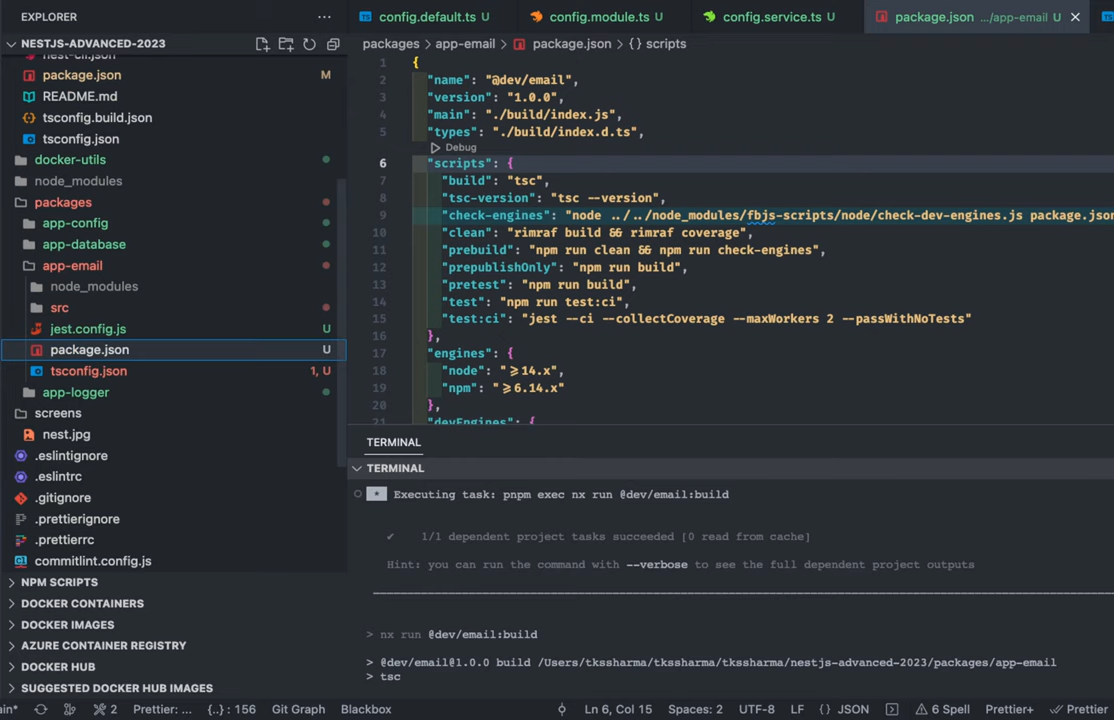 EXPLORER
NESTJS-ADVANCED-2023
nest-cli.json
package.json M
README.md
tsconfig.build.json
tsconfig.json
docker-utils
node_modules
packages
app-config
app-database
app-email
node_modules
src
jest.config.js U
package.json U
tsconfig.json 1, U
app-logger
screens
nest.jpg
.eslintignore
.eslintrc
.gitignore
.prettierignore
.prettierrc
commitlint.config.js
NPM SCRIPTS
DOCKER CONTAINERS
DOCKER IMAGES
AZURE CONTAINER REGISTRY
DOCKER HUB
SUGGESTED DOCKER HUB IMAGES
config.default.ts U
config.module.ts U
config.service.ts U
package.json .../app-email U
packages > app-email > package.json > {} scripts
1 {
2 "name": "@dev/email",
3 "version": "1.0.0",
4 "main": "./build/index.js",
5 "types": "./build/index.d.ts",
Debug
6 "scripts": {
7 "build": "tsc",
8 "tsc-version": "tsc --version",
9 "check-engines": "node ../../node_modules/fbjs-scripts/node/check-dev-engines.js package.json
10 "clean": "rimraf build && rimraf coverage",
11 "prebuild": "npm run clean && npm run check-engines",
12 "prepublishOnly": "npm run build",
13 "pretest": "npm run build",
14 "test": "npm run test:ci",
15 "test:ci": "jest --ci --collectCoverage --maxWorkers 2 --passWithNoTests"
16 },
17 "engines": {
18 "node": ">=14.x",
19 "npm": ">=6.14.x"
20 },
21 "devEngines": {
TERMINAL
TERMINAL
* Executing task: pnpm exec nx run @dev/email:build
✔ 1/1 dependent project tasks succeeded [0 read from cache]
Hint: you can run the command with --verbose to see the full dependent project outputs
> nx run @dev/email:build
> @dev/email@1.0.0 build /Users/tkssharma/tkssharma/tkssharma/nestjs-advanced-2023/packages/app-email
> tsc
ain* 2 Prettier: ... {..} : 156 Git Graph Blackbox Ln 6, Col 15 Spaces: 2 UTF-8 LF {} JSON 6 Spell Prettier+ Prettier